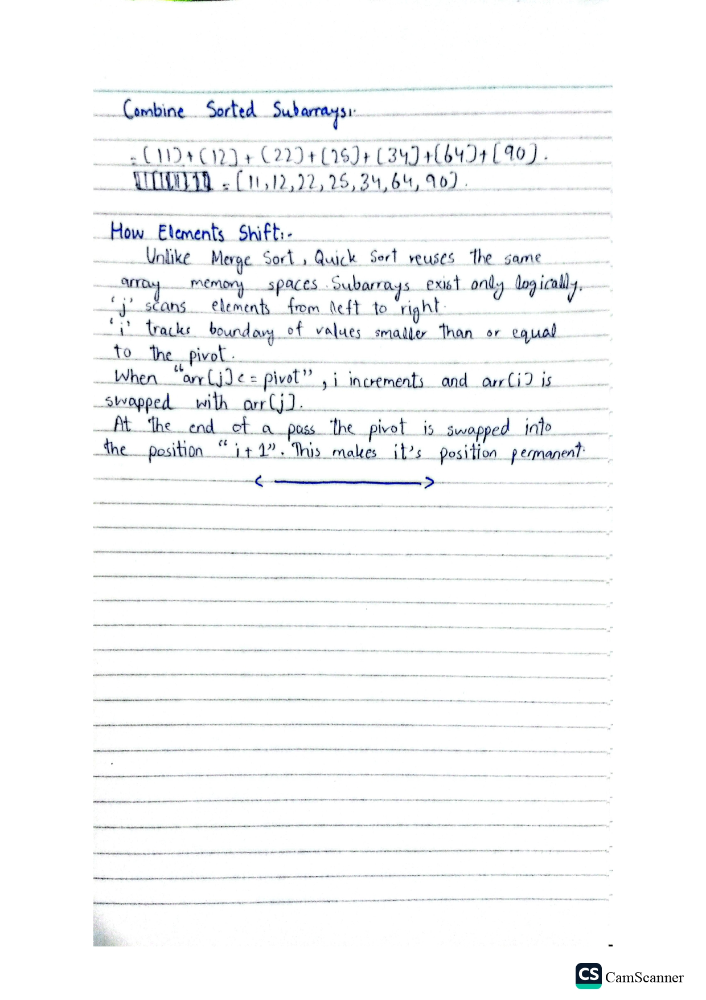 Combine Sorted Subarrays:-
= [11]+[12]+[22]+[25]+[34]+[64]+[90].
= [11,12,22,25,34,64,90].
How Elements Shift:-
Unlike Merge Sort, Quick Sort reuses the same
array memory spaces. Subarrays exist only logically.
'j' scans elements from left to right.
'i' tracks boundary of values smaller than or equal
to the pivot.
When "arr[j] <= pivot", i increments and arr[i] is
swapped with arr[j].
At the end of a pass the pivot is swapped into
the position "i+1". This makes it's position permanent.
CS CamScanner